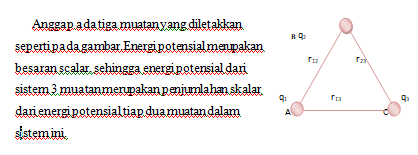 Anggap ada tiga muatan yang diletakkan
seperti pada gambar. Energi potensial merupakan
besaran scalar, sehingga energi potensial dari
sistem 3 muatan merupakan penjumlahan skalar
dari energi potensial tiap dua muatan dalam
sistem ini.
B q2
r12
r23
q1
r13
q3
A
C